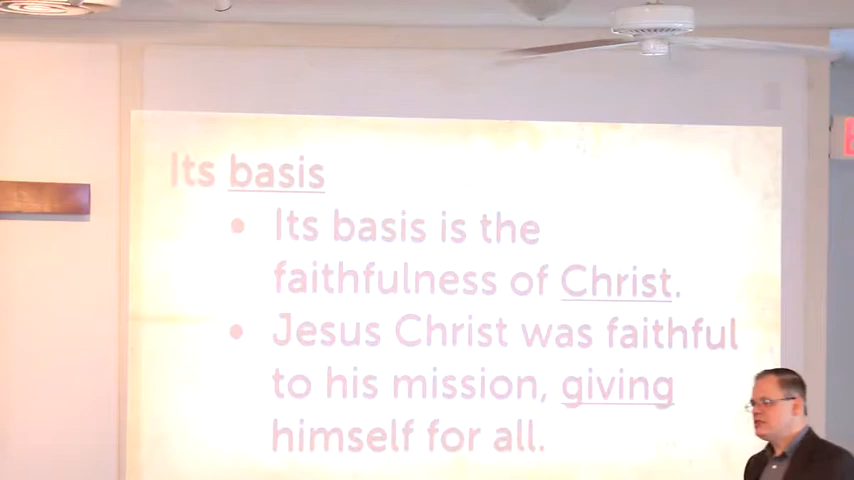 Its basis
• Its basis is the
faithfulness of Christ.
• Jesus Christ was faithful
to his mission, giving
himself for all.